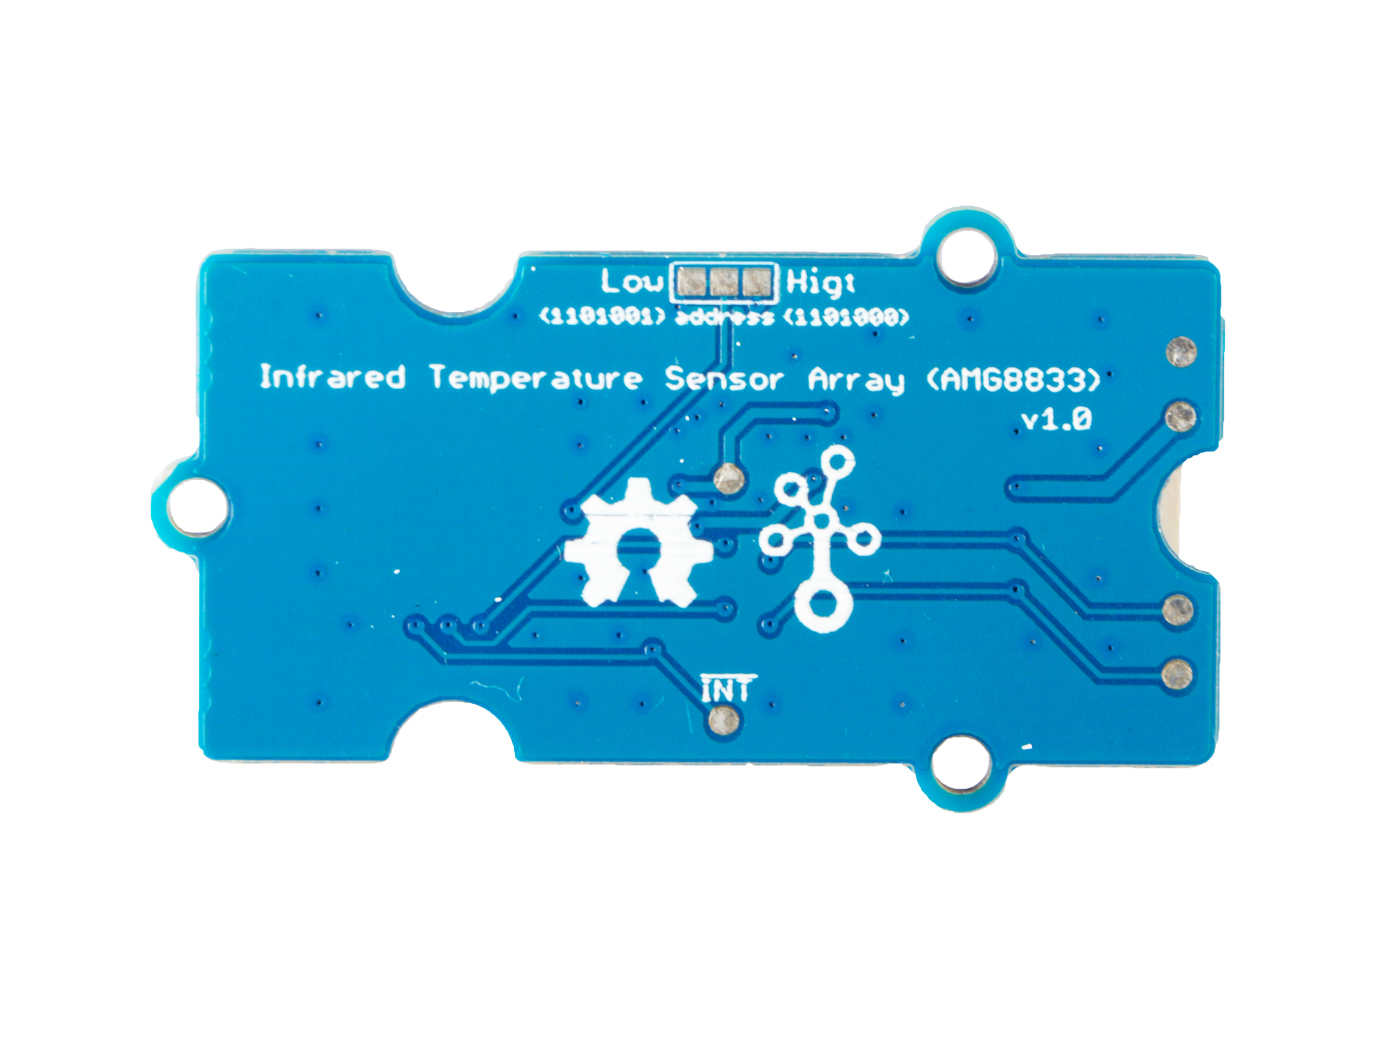 Low Higt
(1101001) address (1101000)
Infrared Temperature Sensor Array (AMG8833)
v1.0
INT